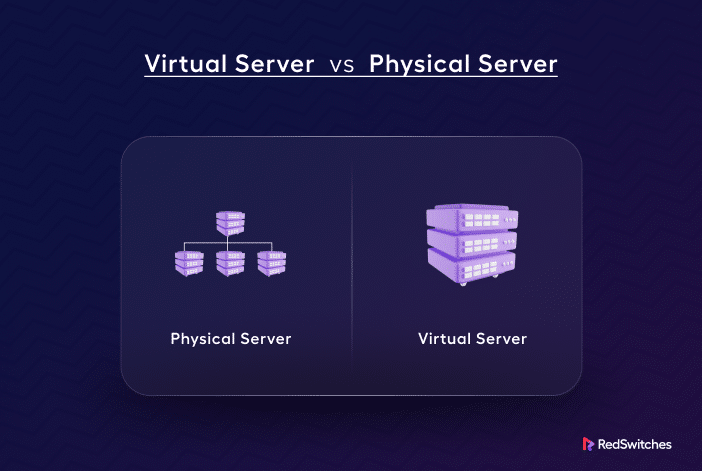 Virtual Server vs Physical Server
Physical Server
Virtual Server
RedSwitches